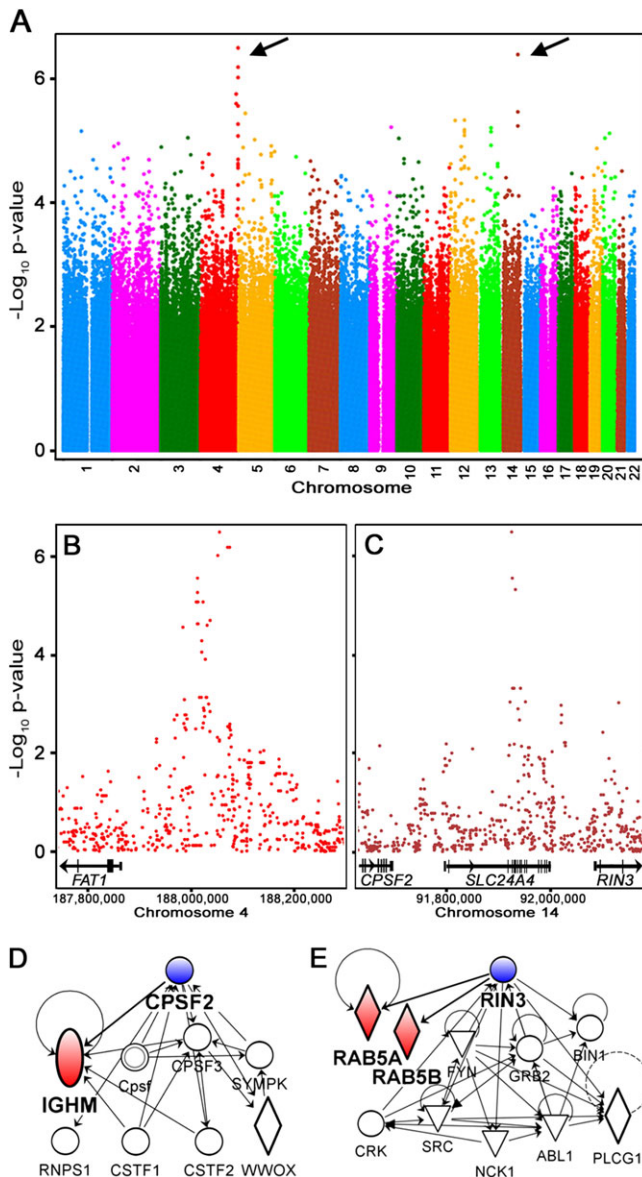 A
-Log10 p-value
6
4
2
0
1 2 3 4 5 6 7 8 9 10 11 12 13 14 15 16 17 18 19 20 21 22
Chromosome
B
C
-Log10 p-value
6
4
2
0
FAT1
CPSF2 SLC24A4 RIN3
187,800,000 188,000,000 188,200,000
91,800,000 92,000,000
Chromosome 4
Chromosome 14
D
CPSF2
IGHM
Cpsf
CPSF3
SYMPK
RNPS1 CSTF1 CSTF2 WWOX
E
RIN3
RAB5A
RAB5B
FYN
GRB2
BIN1
CRK
SRC
NCK1
ABL1
PLCG1